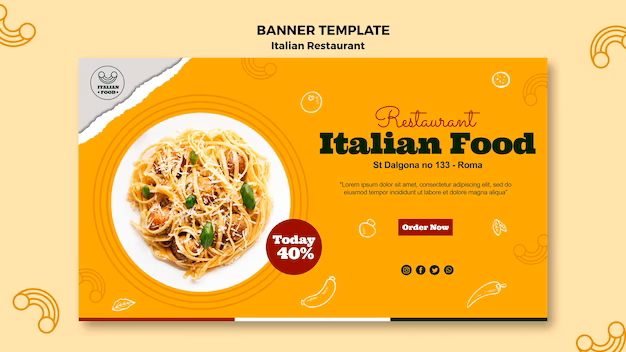 BANNER TEMPLATE
Italian Restaurant
ITALIAN
FOOD
Restaurant
Italian Food
St Dalgona no 133 - Roma
"Lorem ipsum dolor sit amet, consectetur adipiscing elit, sed do
eiusmod tempor incididunt ut labore et dolore magna aliqua"
Order Now
Today
40%